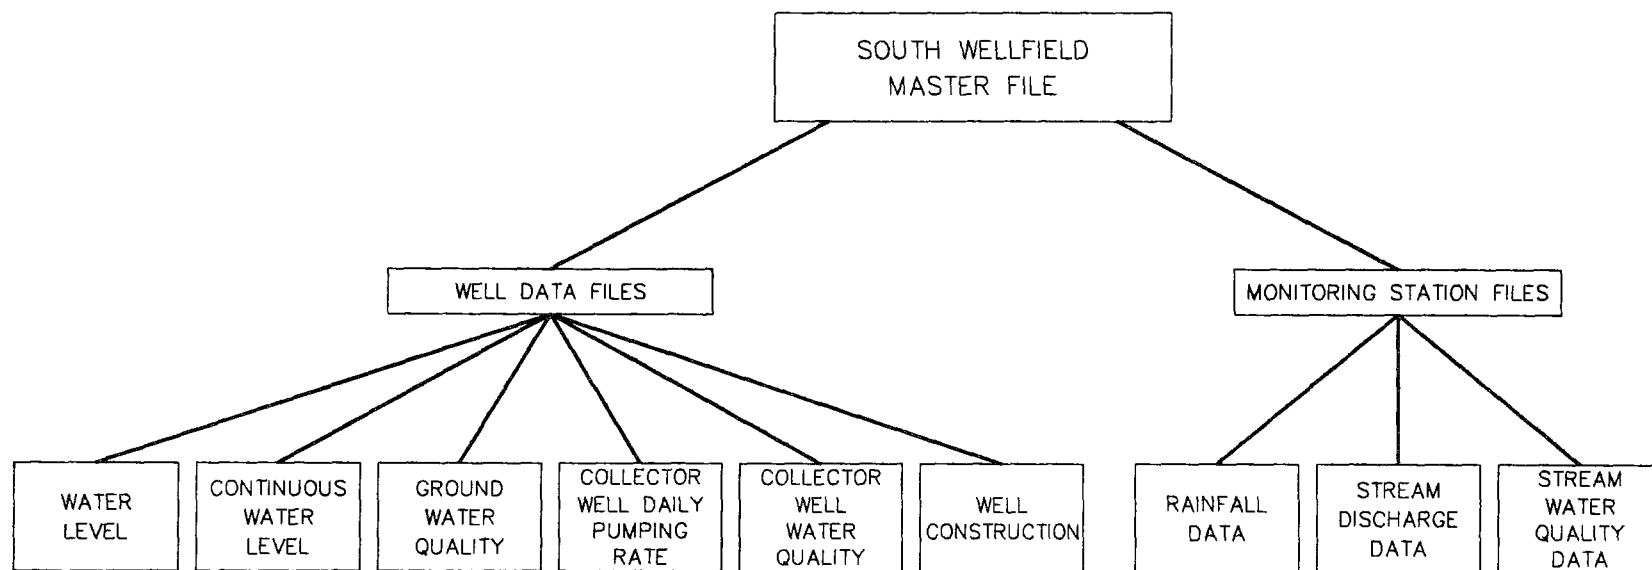 SOUTH WELLFIELD
MASTER FILE
WELL DATA FILES
MONITORING STATION FILES
WATER
LEVEL
CONTINUOUS
WATER
LEVEL
GROUND
WATER
QUALITY
COLLECTOR
WELL DAILY
PUMPING
RATE
COLLECTOR
WELL
WATER
QUALITY
WELL
CONSTRUCTION
RAINFALL
DATA
STREAM
DISCHARGE
DATA
STREAM
WATER
QUALITY
DATA